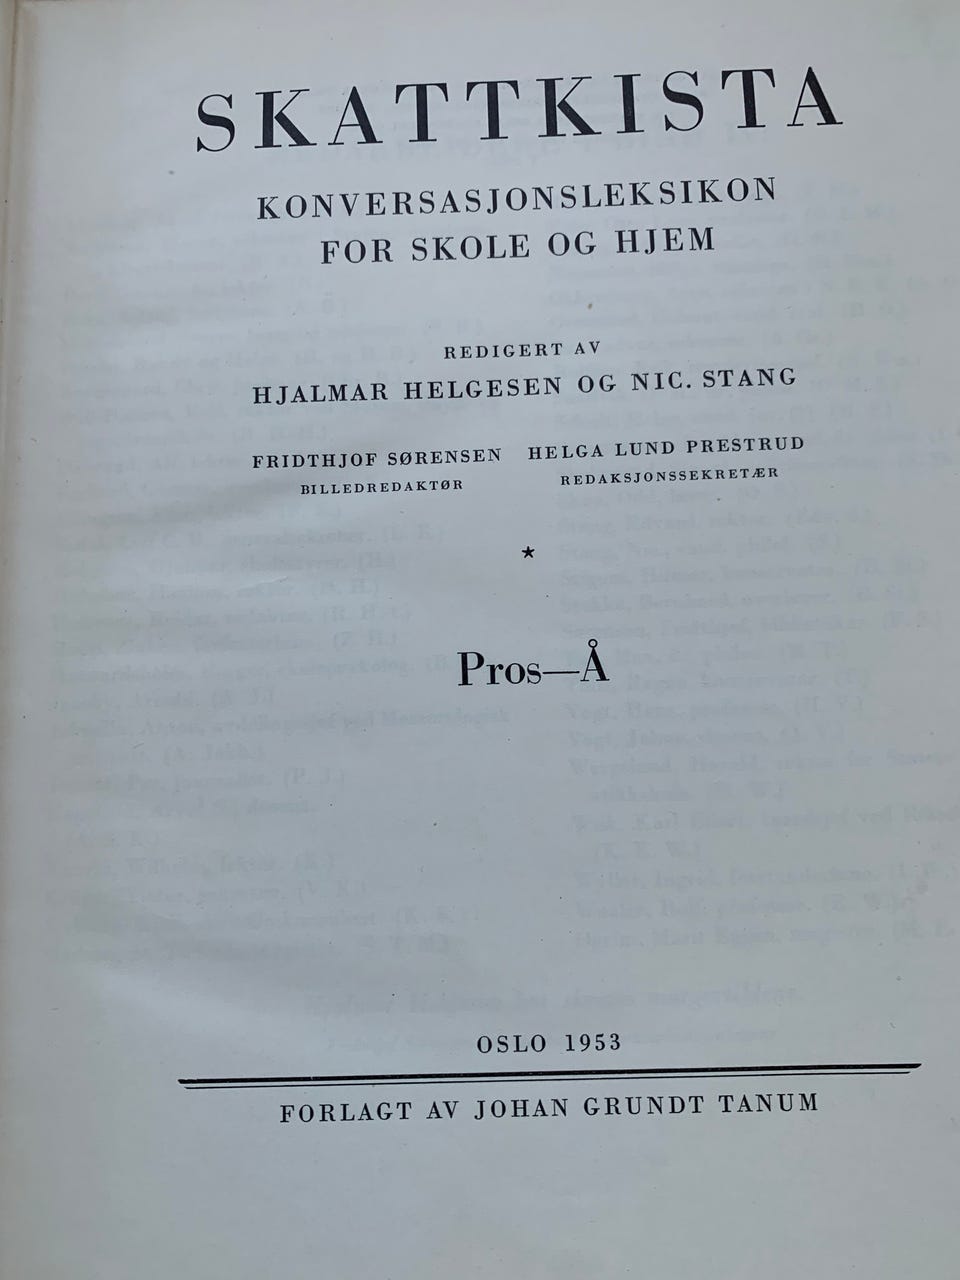 SKATTKISTA
KONVERSASJONSLEKSIKON
FOR SKOLE OG HJEM
REDIGERT AV
HJALMAR HELGESEN OG NIC. STANG
FRIDTHJOF SØRENSEN
BILLEDREDAKTØR
HELGA LUND PRESTRUD
REDAKSJONSSEKRETÆR
★
Pros—Å
OSLO 1953
FORLAGT AV JOHAN GRUNDT TANUM